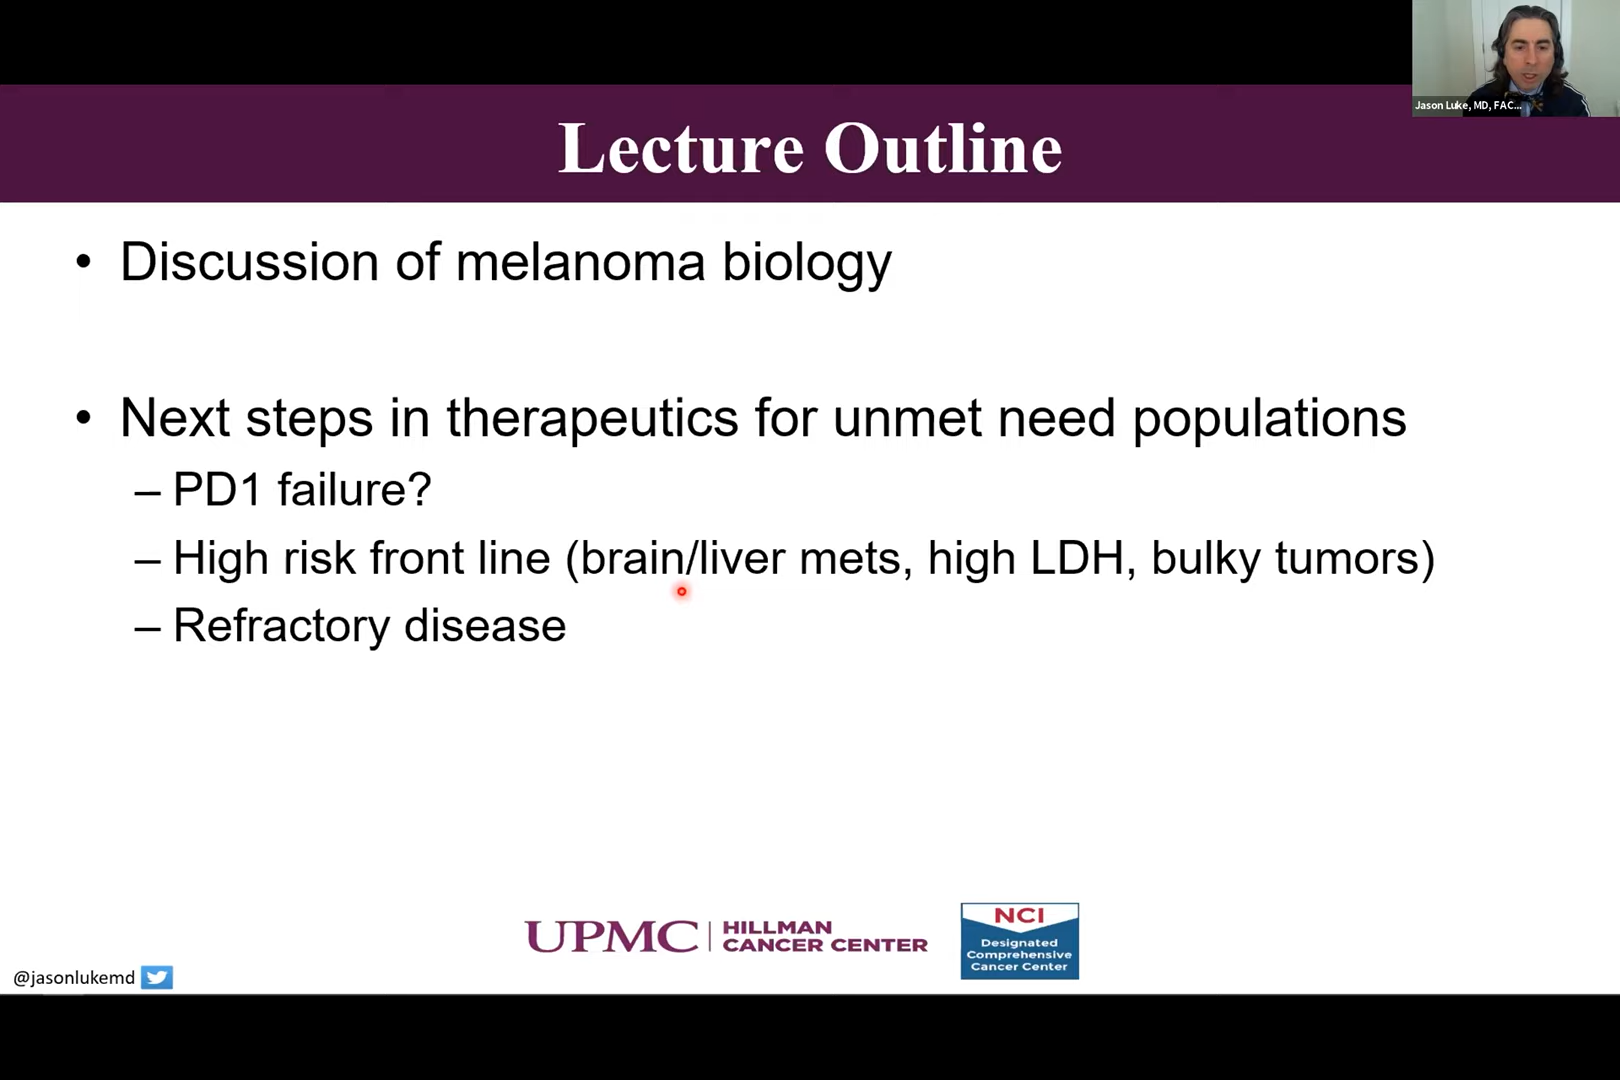 Jason Luke, MD, FAC...
Lecture Outline
• Discussion of melanoma biology
• Next steps in therapeutics for unmet need populations
– PD1 failure?
– High risk front line (brain/liver mets, high LDH, bulky tumors)
– Refractory disease
UPMC | HILLMAN
CANCER CENTER
NCI
Designated
Comprehensive
Cancer Center
@jasonlukemd